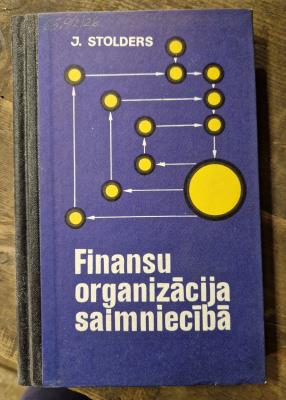 J. STOLDERS
Finansu
organizācija
saimniecībā